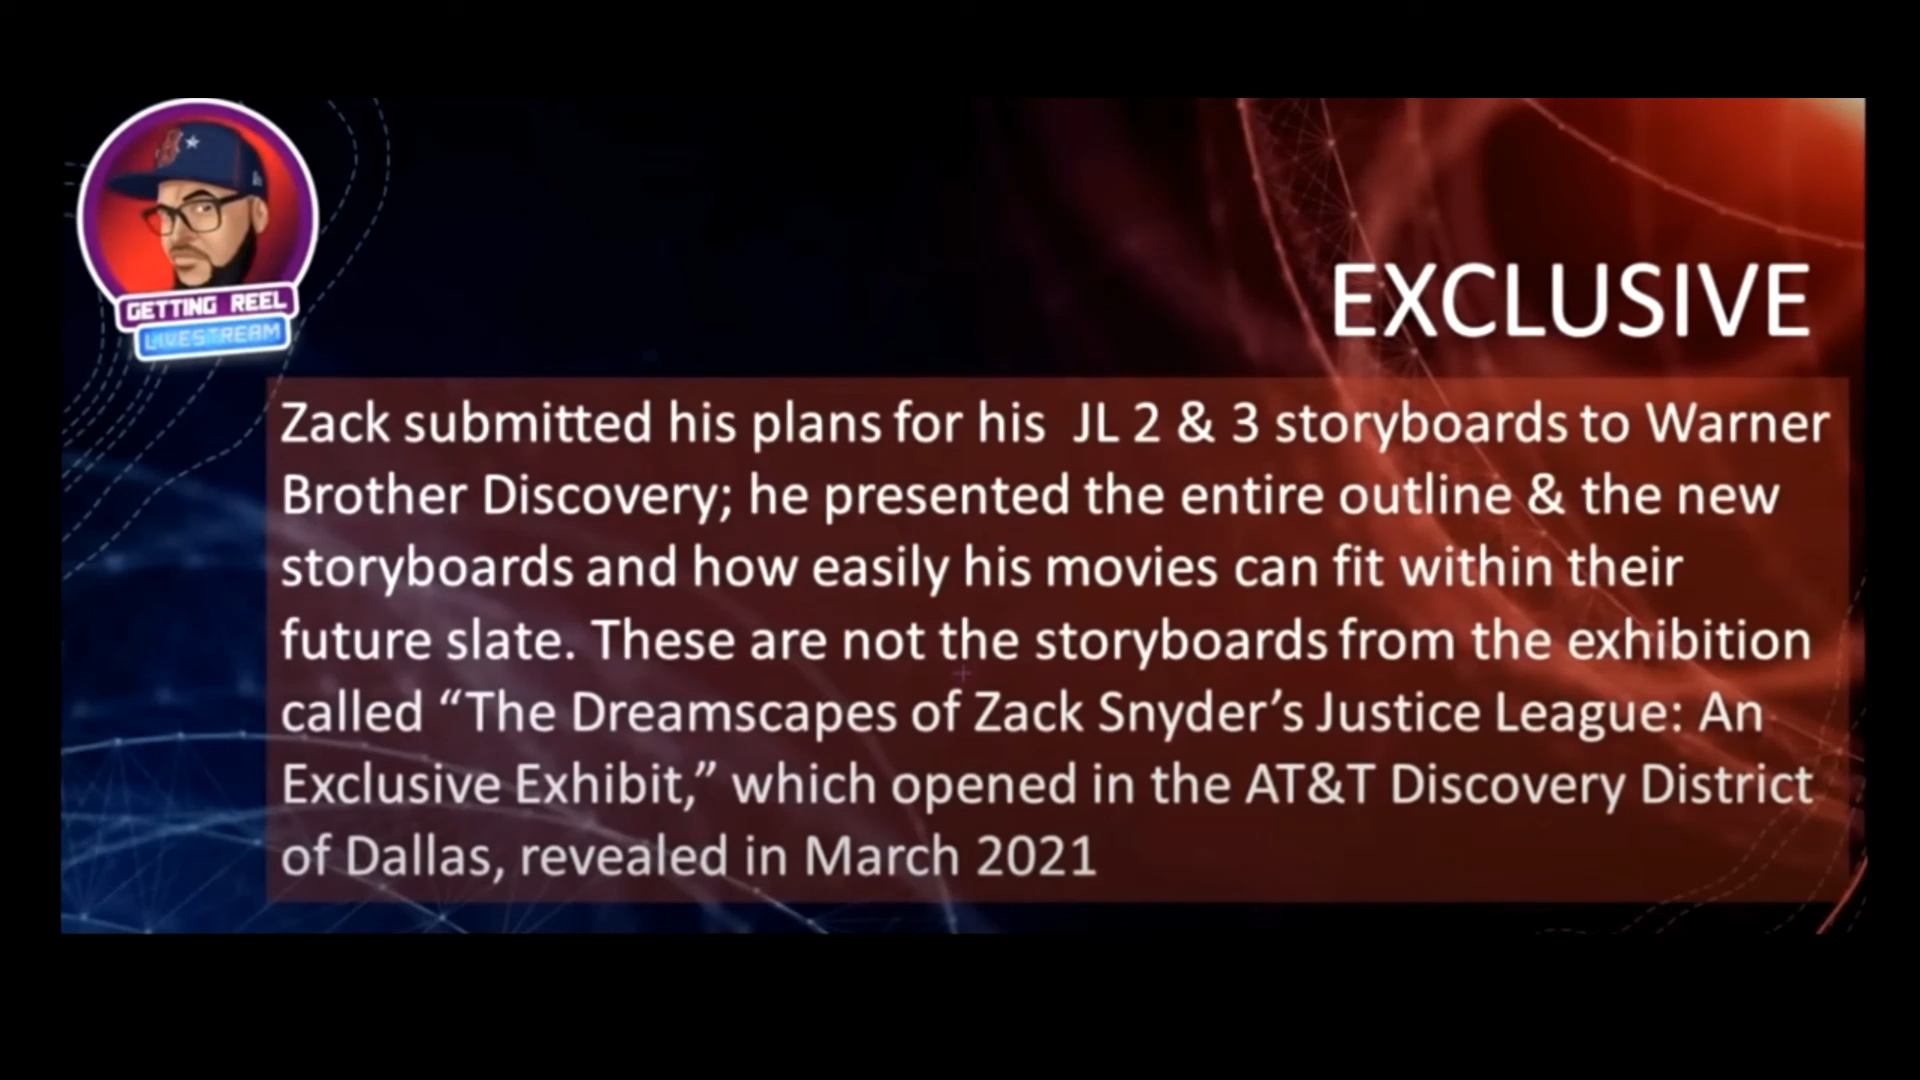 GETTING REEL
LIVESTREAM
EXCLUSIVE
Zack submitted his plans for his JL 2 & 3 storyboards to Warner
Brother Discovery; he presented the entire outline & the new
storyboards and how easily his movies can fit within their
future slate. These are not the storyboards from the exhibition
called “The Dreamscapes of Zack Snyder’s Justice League: An
Exclusive Exhibit,” which opened in the AT&T Discovery District
of Dallas, revealed in March 2021